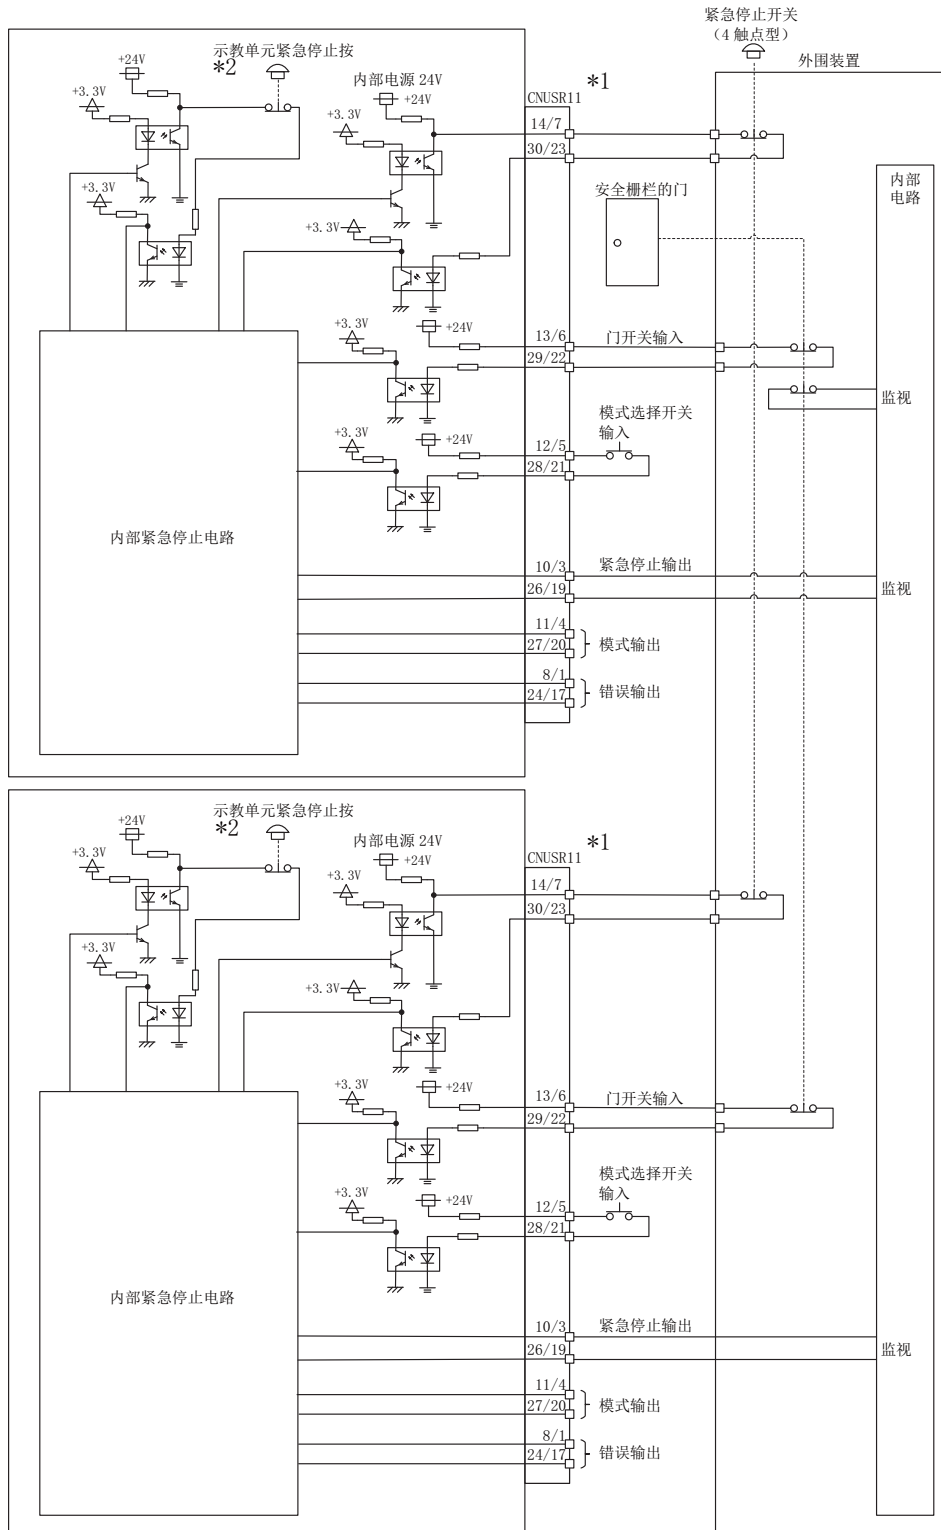 紧急停止开关
（4 触点型）
外围装置
示教单元紧急停止按
*2
+24V
+3.3V
内部电源 24V
+24V
+3.3V
CNUSR11
*1
14/7
30/23
+3.3V
+3.3V
安全栅栏的门
内部
电路
+3.3V
+24V
13/6
门开关输入
29/22
监视
模式选择开关
输入
+3.3V
+24V
12/5
28/21
内部紧急停止电路
10/3
紧急停止输出
26/19
监视
11/4
27/20
模式输出
8/1
24/17
错误输出
示教单元紧急停止按
*2
+24V
+3.3V
内部电源 24V
+24V
+3.3V
CNUSR11
*1
14/7
30/23
+3.3V
+3.3V
+3.3V
+24V
13/6
门开关输入
29/22
模式选择开关
输入
+3.3V
+24V
12/5
28/21
内部紧急停止电路
10/3
紧急停止输出
26/19
监视
11/4
27/20
模式输出
8/1
24/17
错误输出